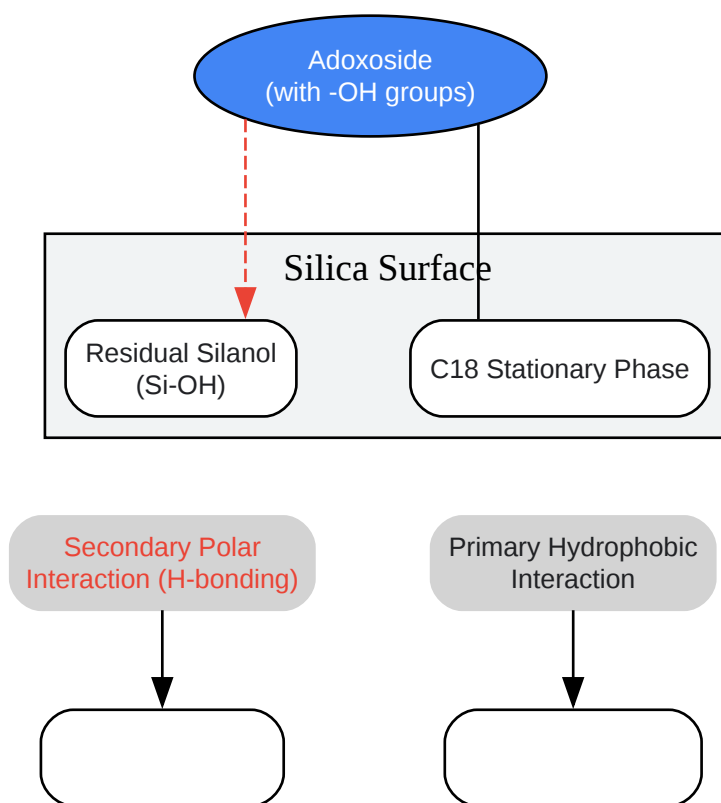 Adoxoside
(with -OH groups)
Silica Surface
Residual Silanol
(Si-OH)
C18 Stationary Phase
Secondary Polar
Interaction (H-bonding)
Primary Hydrophobic
Interaction